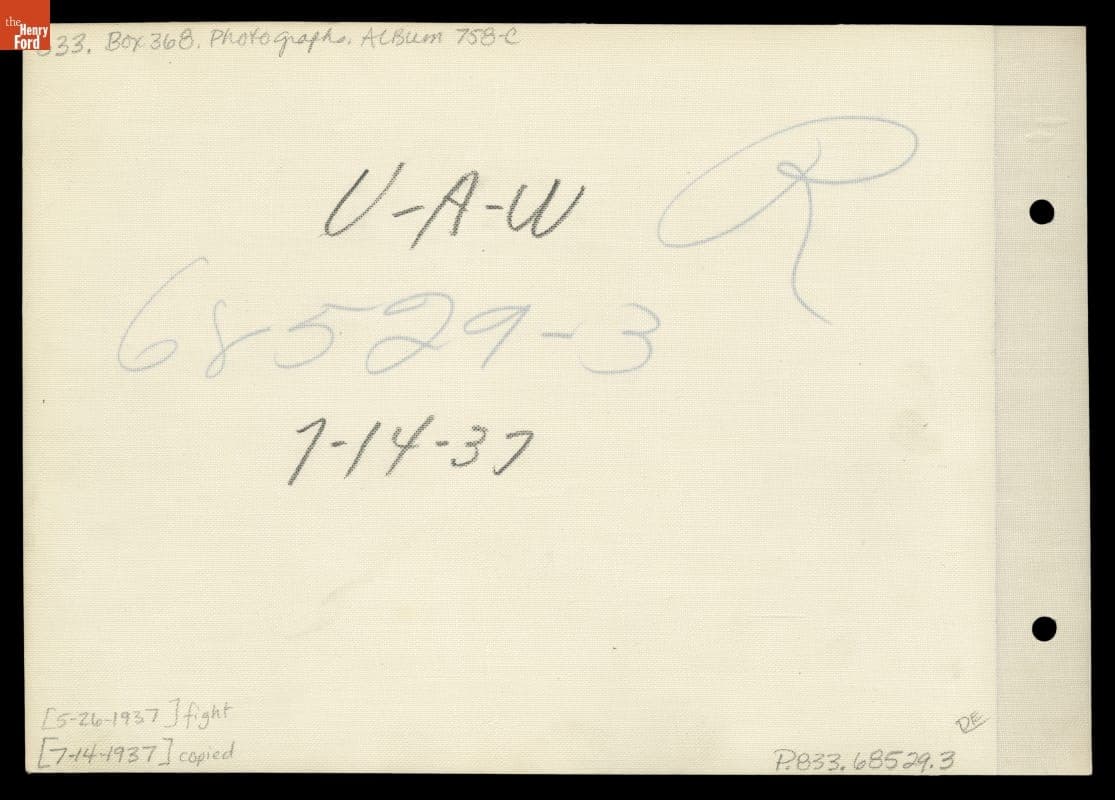 the
Henry
Ford
833. Box 368. Photographs. Album 758-C
U-A-W
R
68529-3
7-14-37
[5-26-1937] fight
[7-14-1937] copied
DE
P.833.68529.3